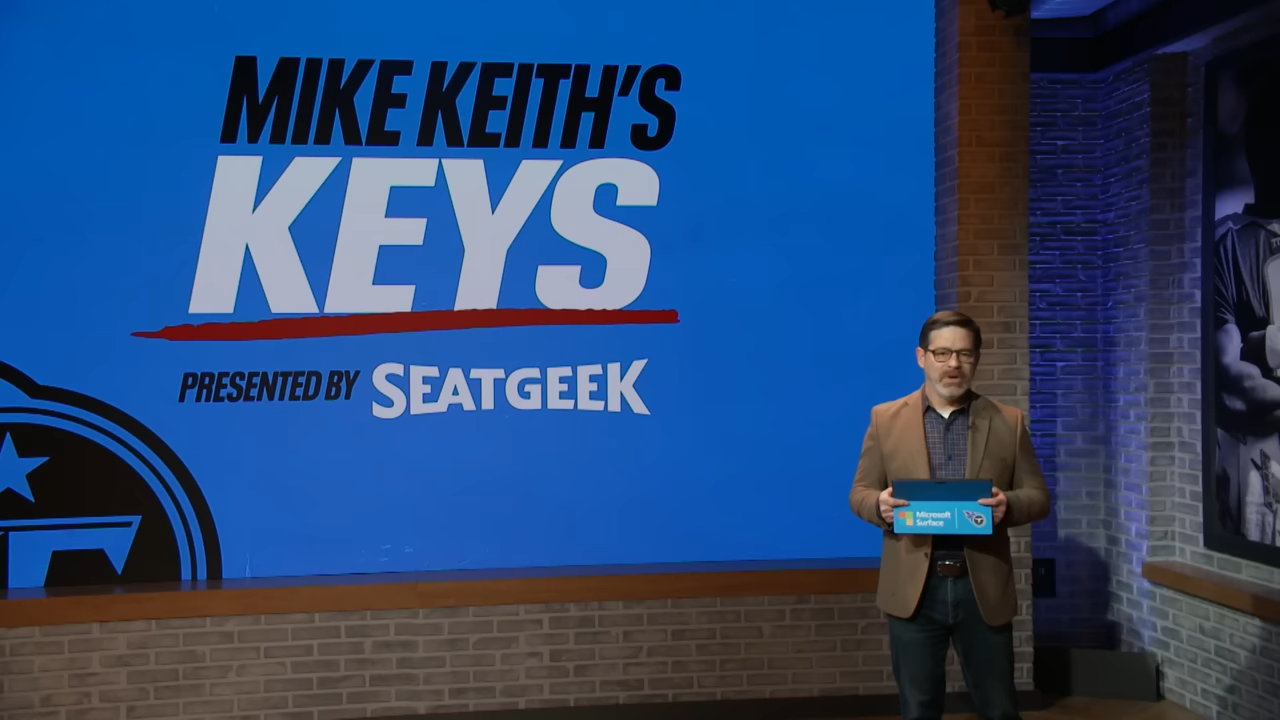 MIKE KEITH'S
KEYS
PRESENTED BY SEATGEEK
Microsoft
Surface